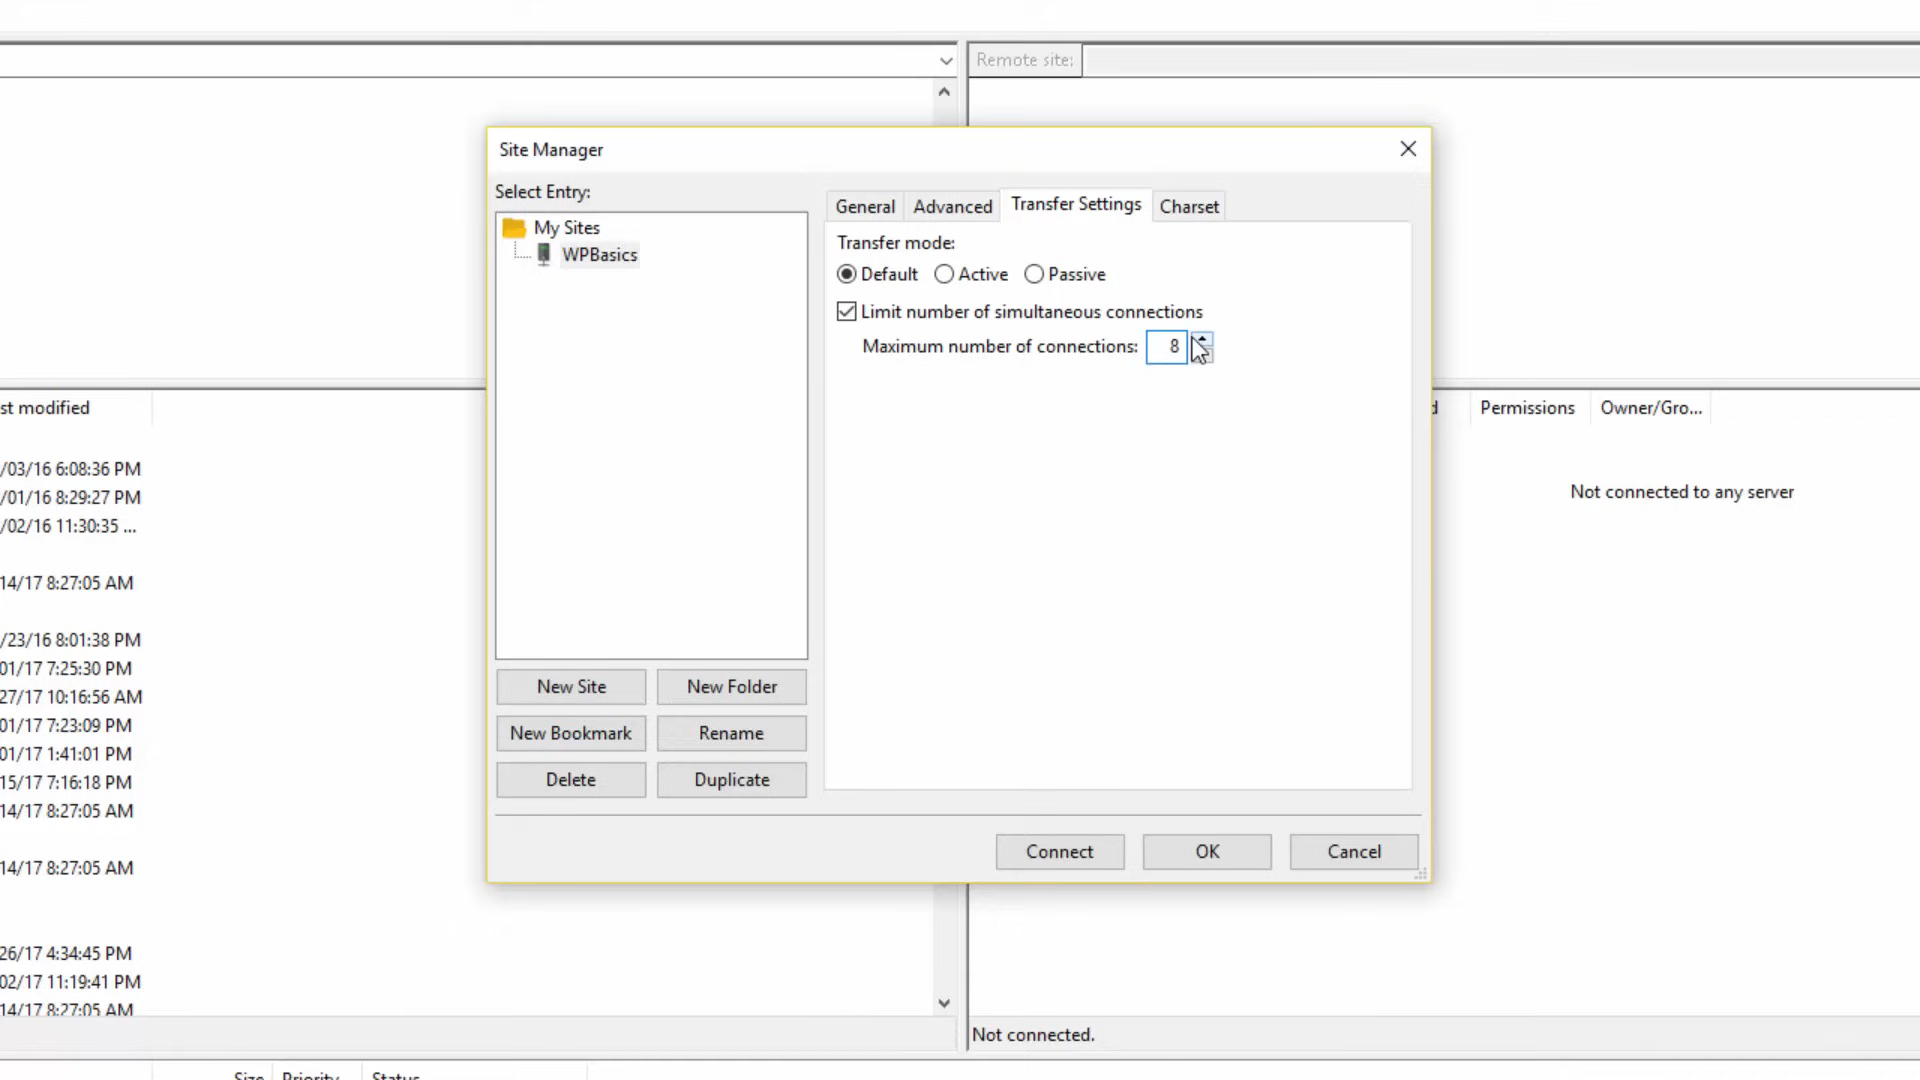 Remote site:
Site Manager
Select Entry:
My Sites
WPBasics
General
Advanced
Transfer Settings
Charset
Transfer mode:
Default
Active
Passive
Limit number of simultaneous connections
Maximum number of connections: 8
New Site
New Folder
New Bookmark
Rename
Delete
Duplicate
Connect
OK
Cancel
st modified
/03/16 6:08:36 PM
/01/16 8:29:27 PM
/02/16 11:30:35 ...
14/17 8:27:05 AM
/23/16 8:01:38 PM
01/17 7:25:30 PM
27/17 10:16:56 AM
01/17 7:23:09 PM
01/17 1:41:01 PM
15/17 7:16:18 PM
14/17 8:27:05 AM
14/17 8:27:05 AM
26/17 4:34:45 PM
02/17 11:19:41 PM
14/17 8:27:05 AM
d
Permissions
Owner/Gro...
Not connected to any server
Not connected.
Size
Priority
Status